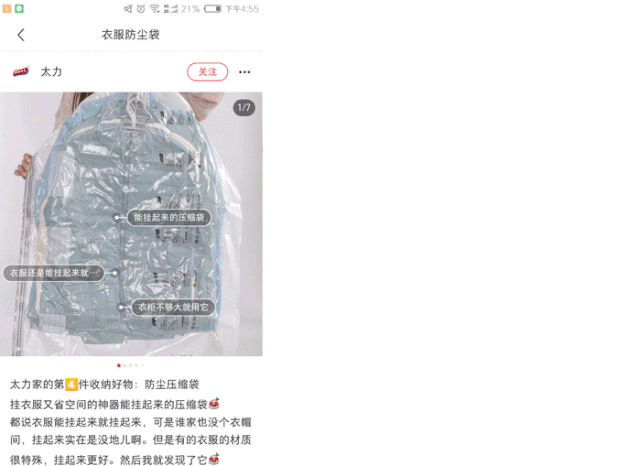 21% 下午4:55
衣服防尘袋
太力
关注
1/7
能挂起来的压缩袋
衣服还是能挂起来就…
衣柜不够大就用它
太力家的第4件收纳好物：防尘压缩袋
挂衣服又省空间的神器能挂起来的压缩袋
都说衣服能挂起来就挂起来，可是谁家也没个衣帽
间，挂起来实在是没地儿啊。但是有的衣服的材质
很特殊，挂起来更好。然后我就发现了它